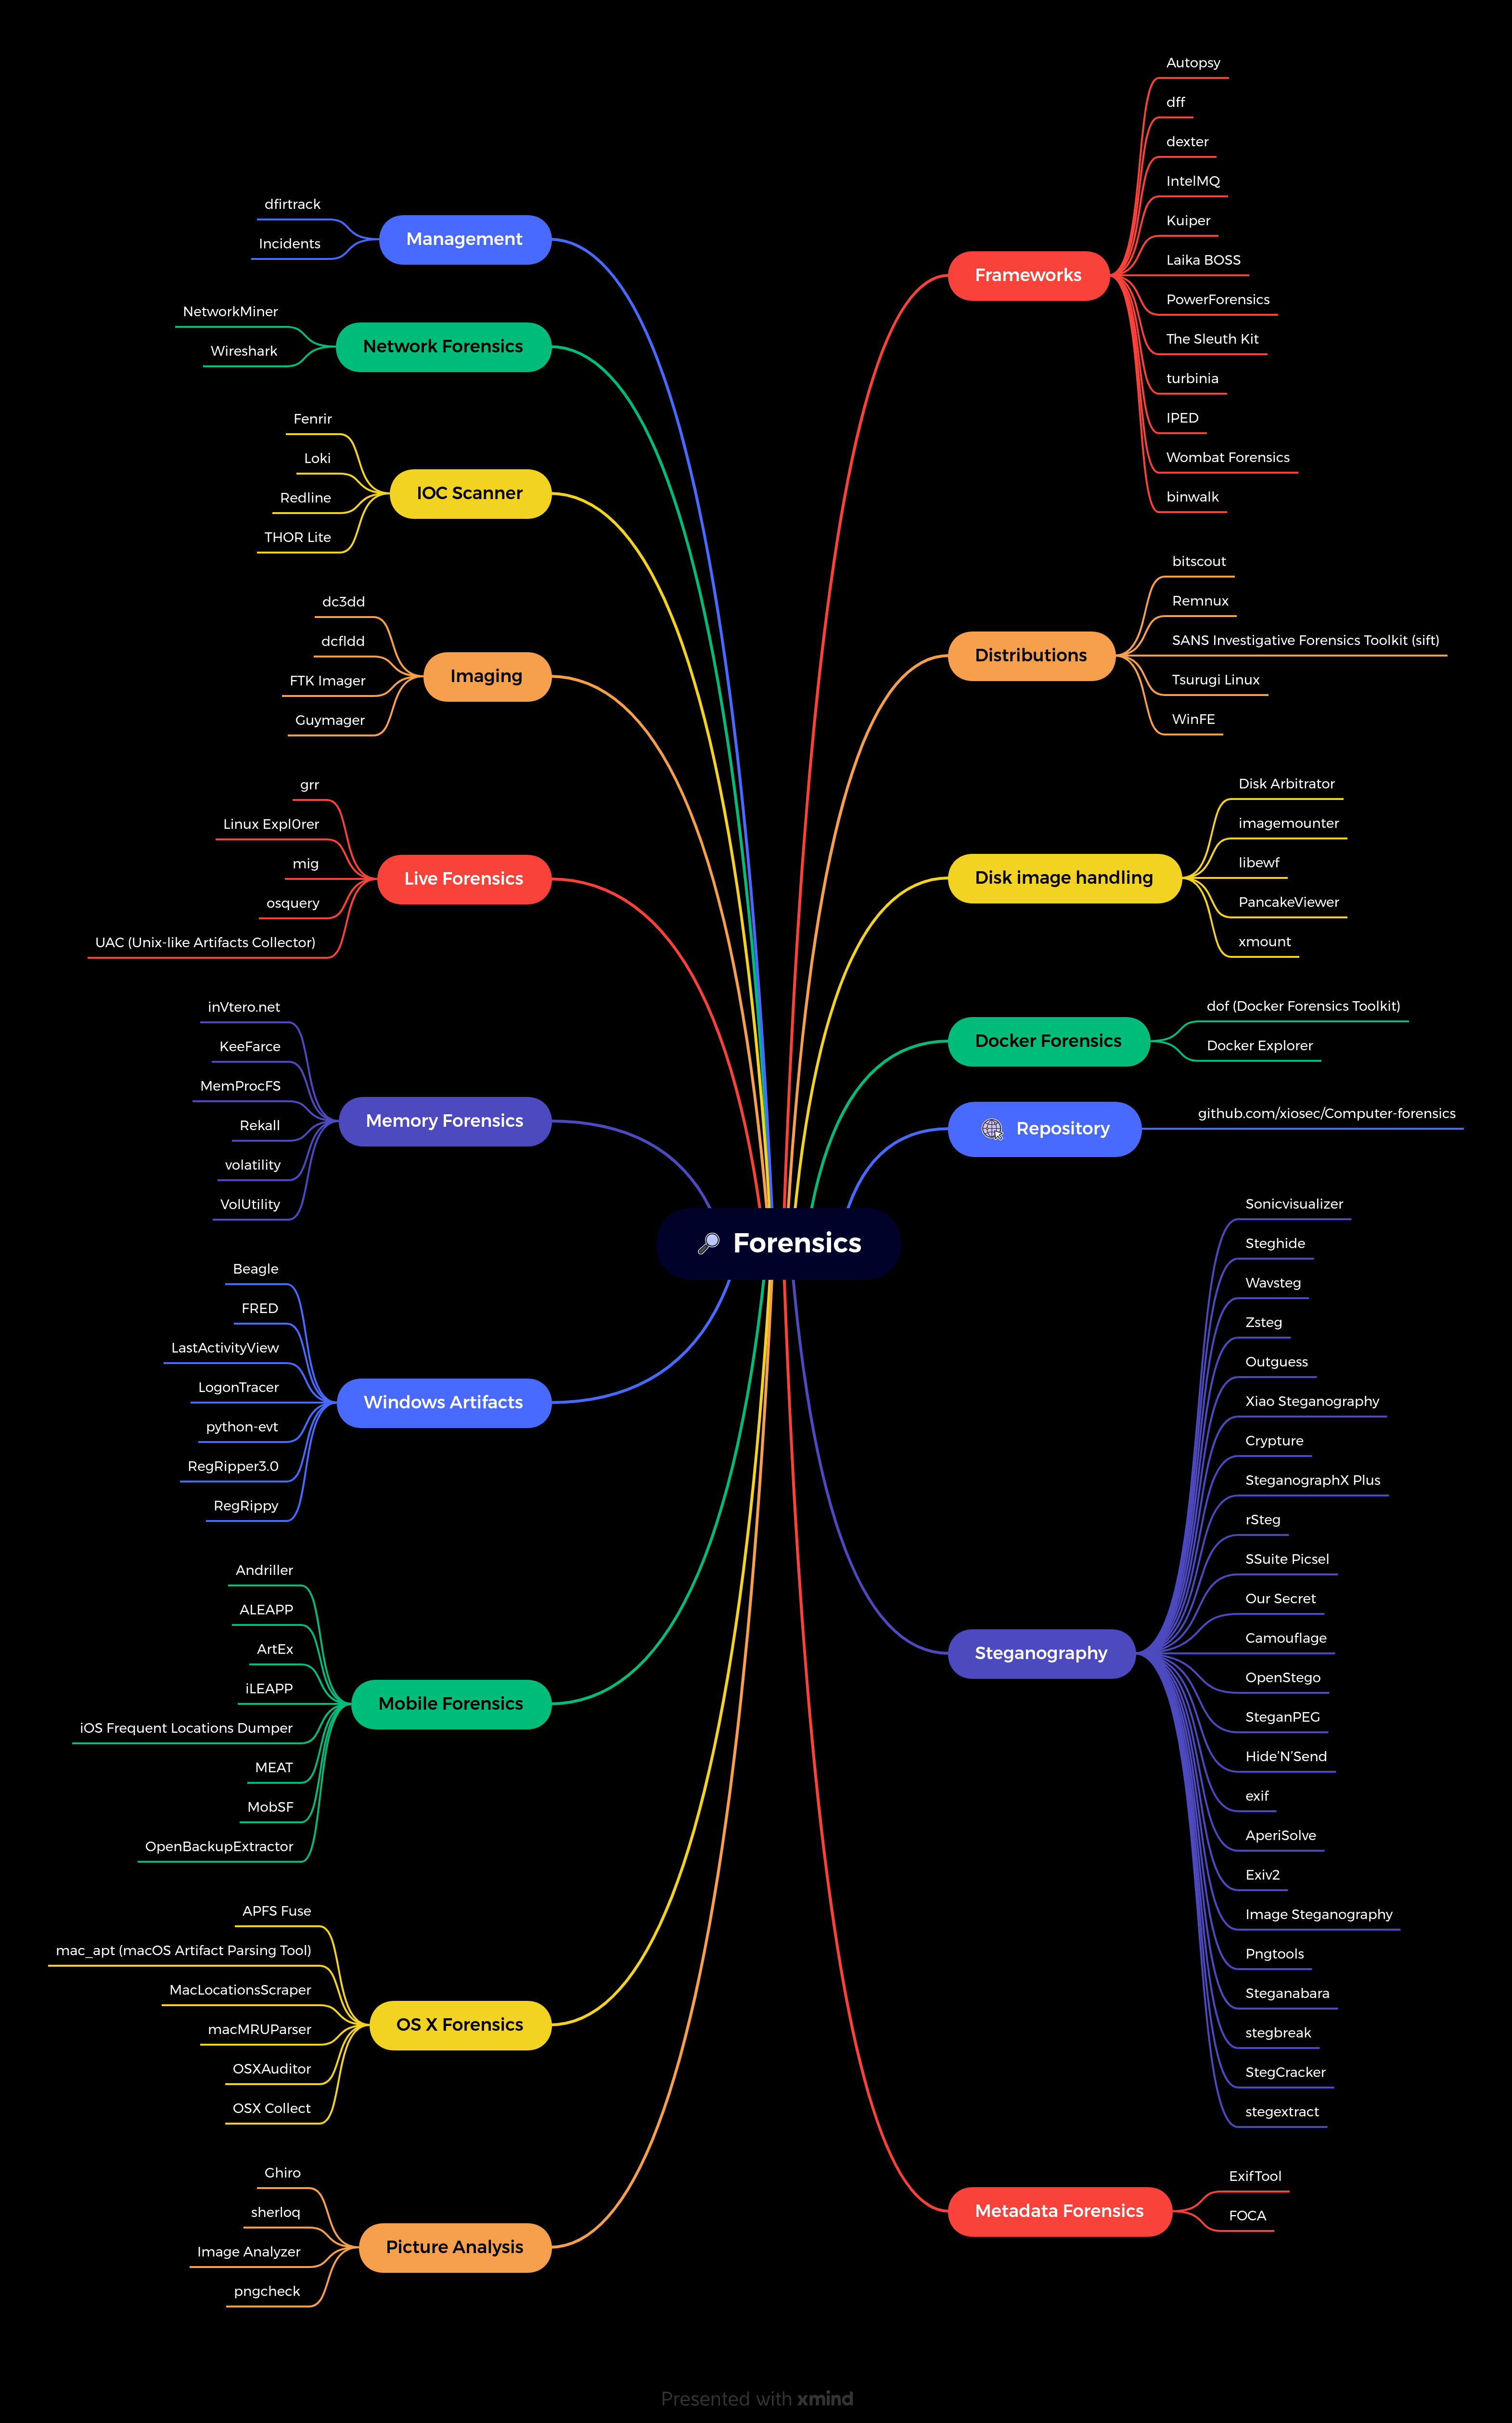 Forensics
Management
dfirtrack
Incidents
Network Forensics
NetworkMiner
Wireshark
IOC Scanner
Fenrir
Loki
Redline
THOR Lite
Imaging
dc3dd
dcfldd
FTK Imager
Guymager
Live Forensics
grr
Linux Expl0rer
mig
osquery
UAC (Unix-like Artifacts Collector)
Memory Forensics
inVtero.net
KeeFarce
MemProcFS
Rekall
volatility
VolUtility
Windows Artifacts
Beagle
FRED
LastActivityView
LogonTracer
python-evt
RegRipper3.0
RegRippy
Mobile Forensics
Andriller
ALEAPP
ArtEx
iLEAPP
iOS Frequent Locations Dumper
MEAT
MobSF
OpenBackupExtractor
OS X Forensics
APFS Fuse
mac_apt (macOS Artifact Parsing Tool)
MacLocationsScraper
macMRUParser
OSXAuditor
OSX Collect
Picture Analysis
Ghiro
sherloq
Image Analyzer
pngcheck
Frameworks
Autopsy
dff
dexter
IntelMQ
Kuiper
Laika BOSS
PowerForensics
The Sleuth Kit
turbinia
IPED
Wombat Forensics
binwalk
Distributions
bitscout
Remnux
SANS Investigative Forensics Toolkit (sift)
Tsurugi Linux
WinFE
Disk image handling
Disk Arbitrator
imagemounter
libewf
PancakeViewer
xmount
Docker Forensics
dof (Docker Forensics Toolkit)
Docker Explorer
Repository
github.com/xiosec/Computer-forensics
Steganography
Sonicvisualizer
Steghide
Wavsteg
Zsteg
Outguess
Xiao Steganography
Crypture
SteganographX Plus
rSteg
SSuite Picsel
Our Secret
Camouflage
OpenStego
SteganPEG
Hide’N’Send
exif
AperiSolve
Exiv2
Image Steganography
Pngtools
Steganabara
stegbreak
StegCracker
stegextract
Metadata Forensics
ExifTool
FOCA
Presented with xmind